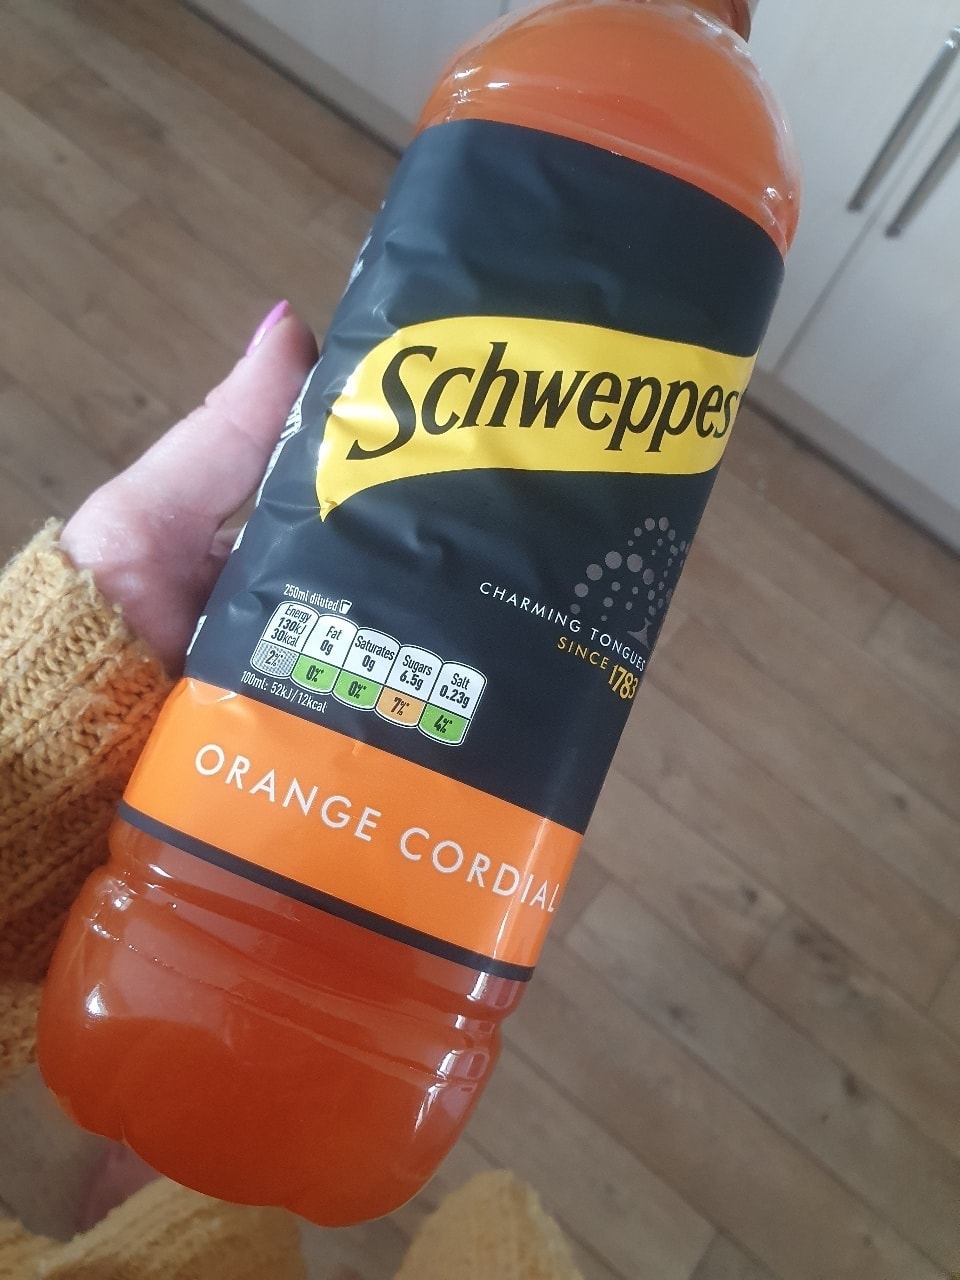 Schweppes
CHARMING TONGUES
SINCE 1783
250ml diluted
Energy
130kJ
30kcal
2%*
Fat
0g
0%*
Saturates
0g
0%*
Sugars
6.5g
7%*
Salt
0.23g
4%*
100ml: 52kJ/12kcal
ORANGE CORDIAL